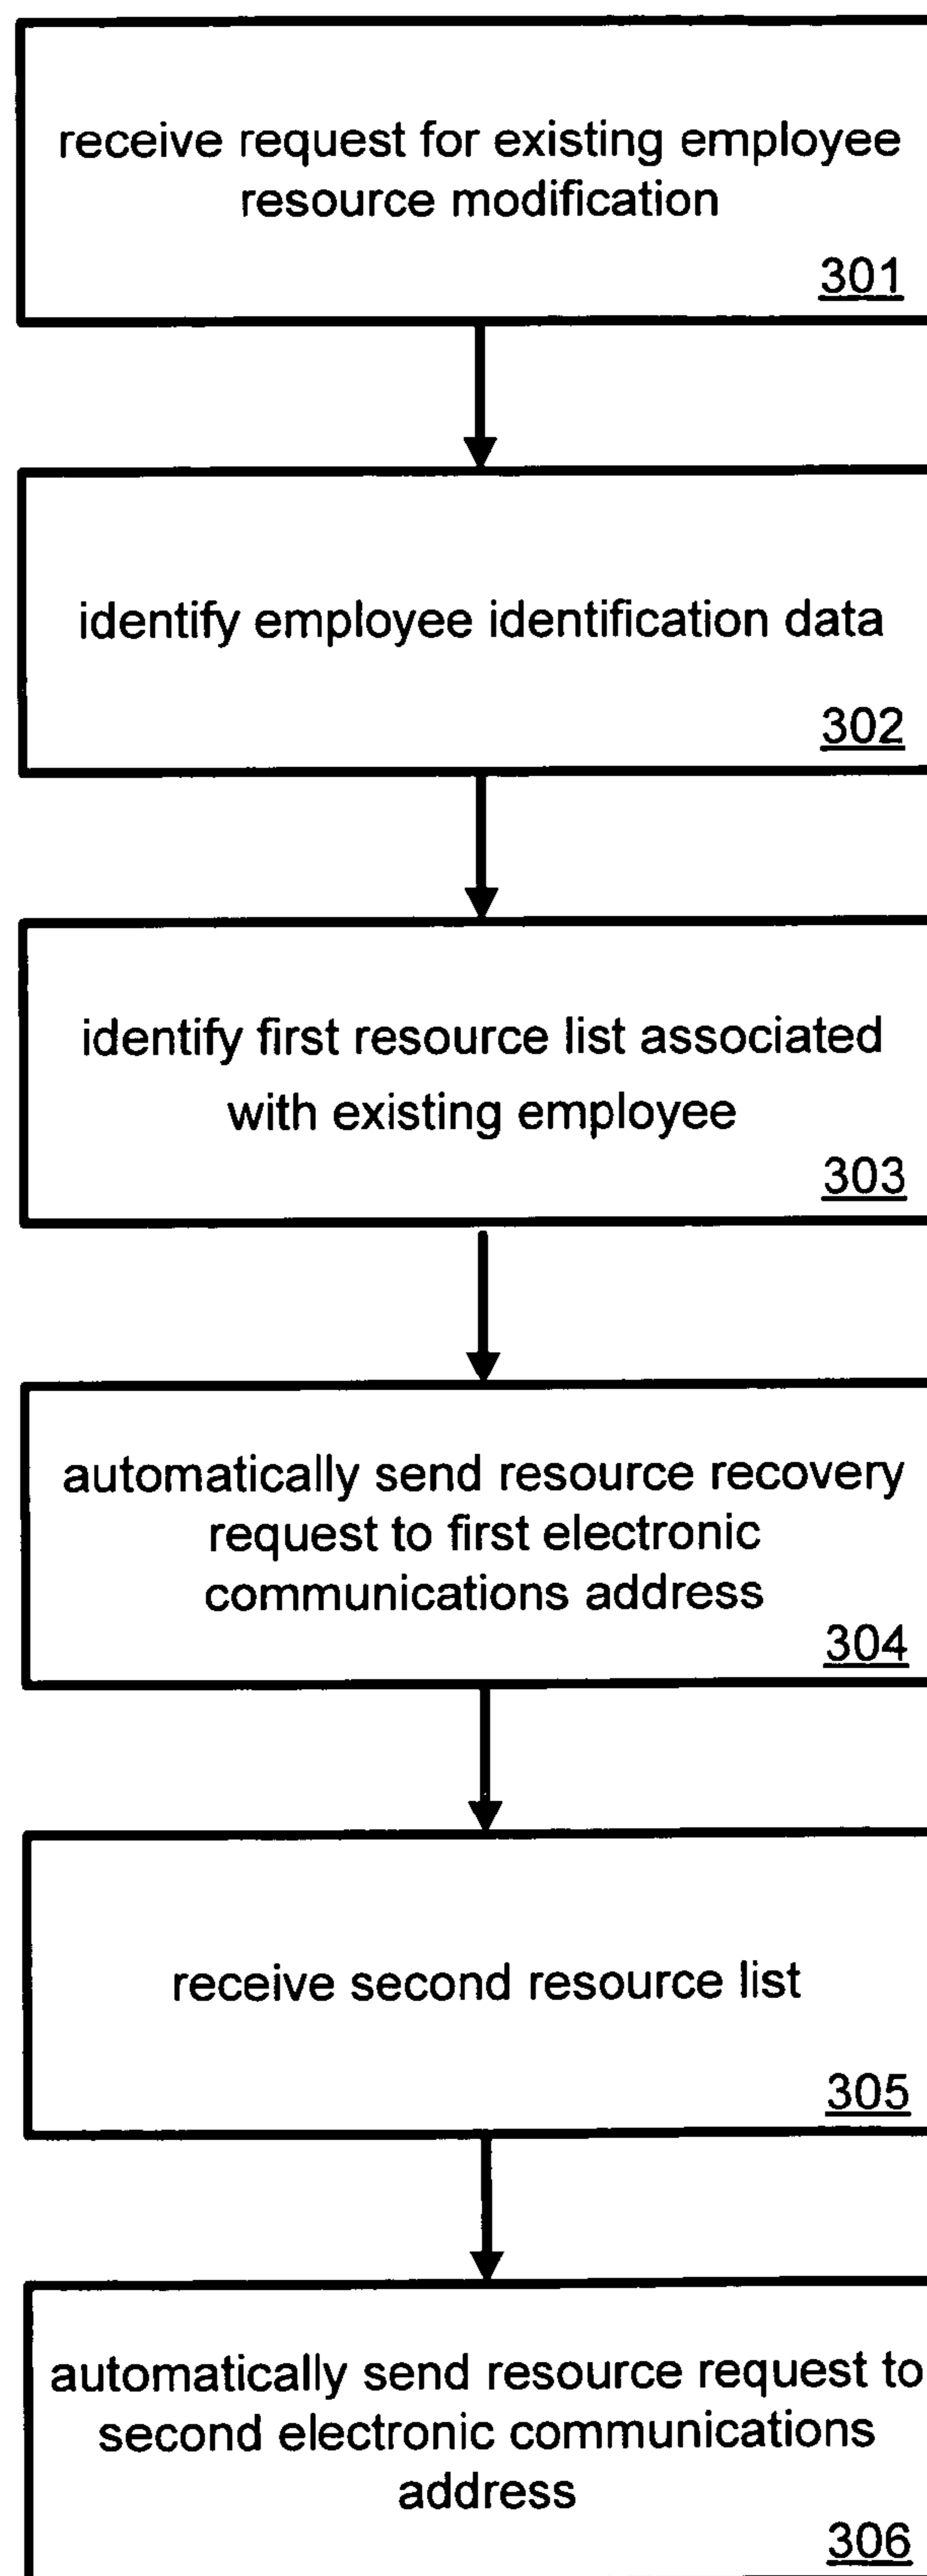 receive request for existing employee
resource modification
301
identify employee identification data
302
identify first resource list associated
with existing employee
303
automatically send resource recovery
request to first electronic
communications address
304
receive second resource list
305
automatically send resource request to
second electronic communications
address
306